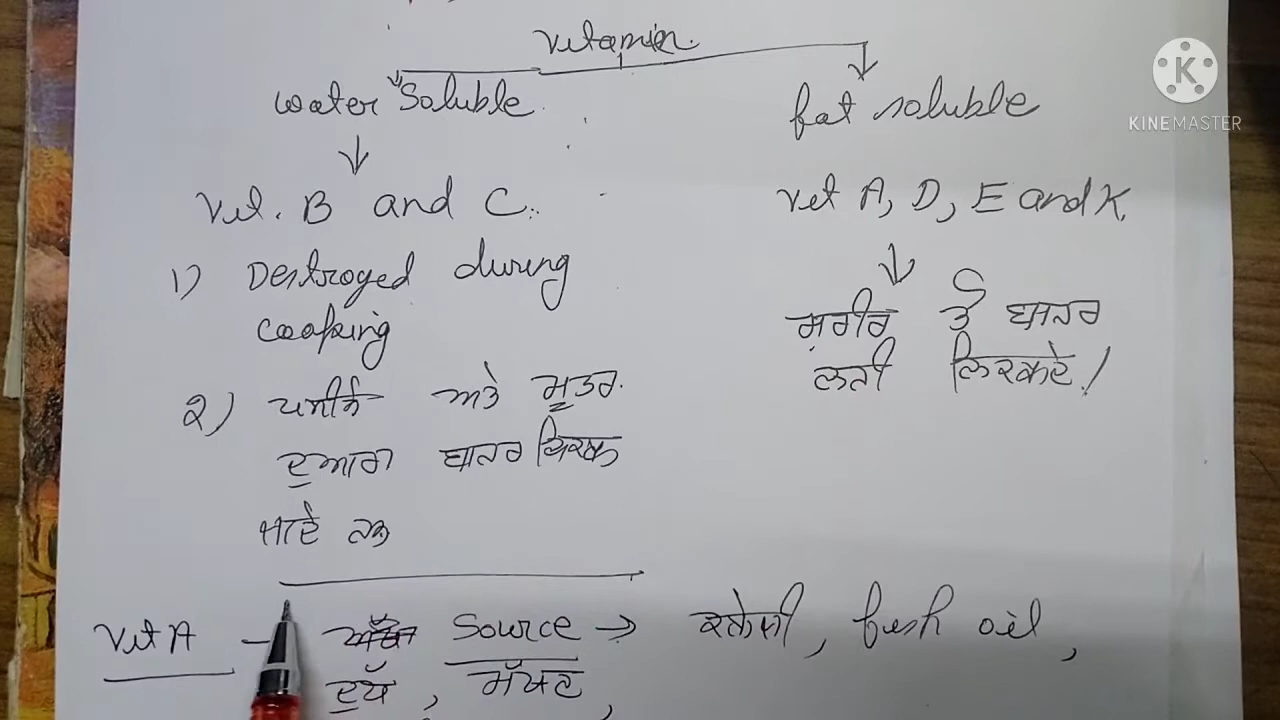 Vitamin.
Water Soluble
fat soluble
Vit. B and C.
Vit A, D, E and K.
1) Destroyed during
cooking
ਸ਼ਰੀਰ ਤੋਂ ਬਾਹਰ
ਨਹੀਂ ਨਿਕਲਦੇ।
2) ਪਸੀਨੇ ਅਤੇ ਮੂਤਰ
ਦੁਆਰਾ ਬਾਹਰ ਨਿਕਲ
ਜਾਂਦੇ ਹਨ
Vit A – Source → ਕਲੇਜੀ, fish oil,
ਦੁੱਧ, ਮੱਖਣ,
KINEMASTER